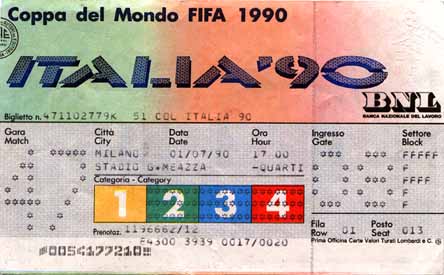 Coppa del Mondo FIFA 1990
ITALIA '90
BNL
BANCA NAZIONALE DEL LAVORO
Biglietto n. 471102779K 51 COL ITALIA 90
Gara Città Data Ora Ingresso Settore
Match City Date Hour Gate Block
MILANO 01/07/90 17.00
STADIO G.MEAZZA -QUARTI
Categoria - Category
1 2 3 4
Prenotaz. 1196662/12
E4300 3939 0017/0020
Fila Row 01 Posto Seat 013
Prima Officina Carte Valori Turati Lombardi e C.
0054177210